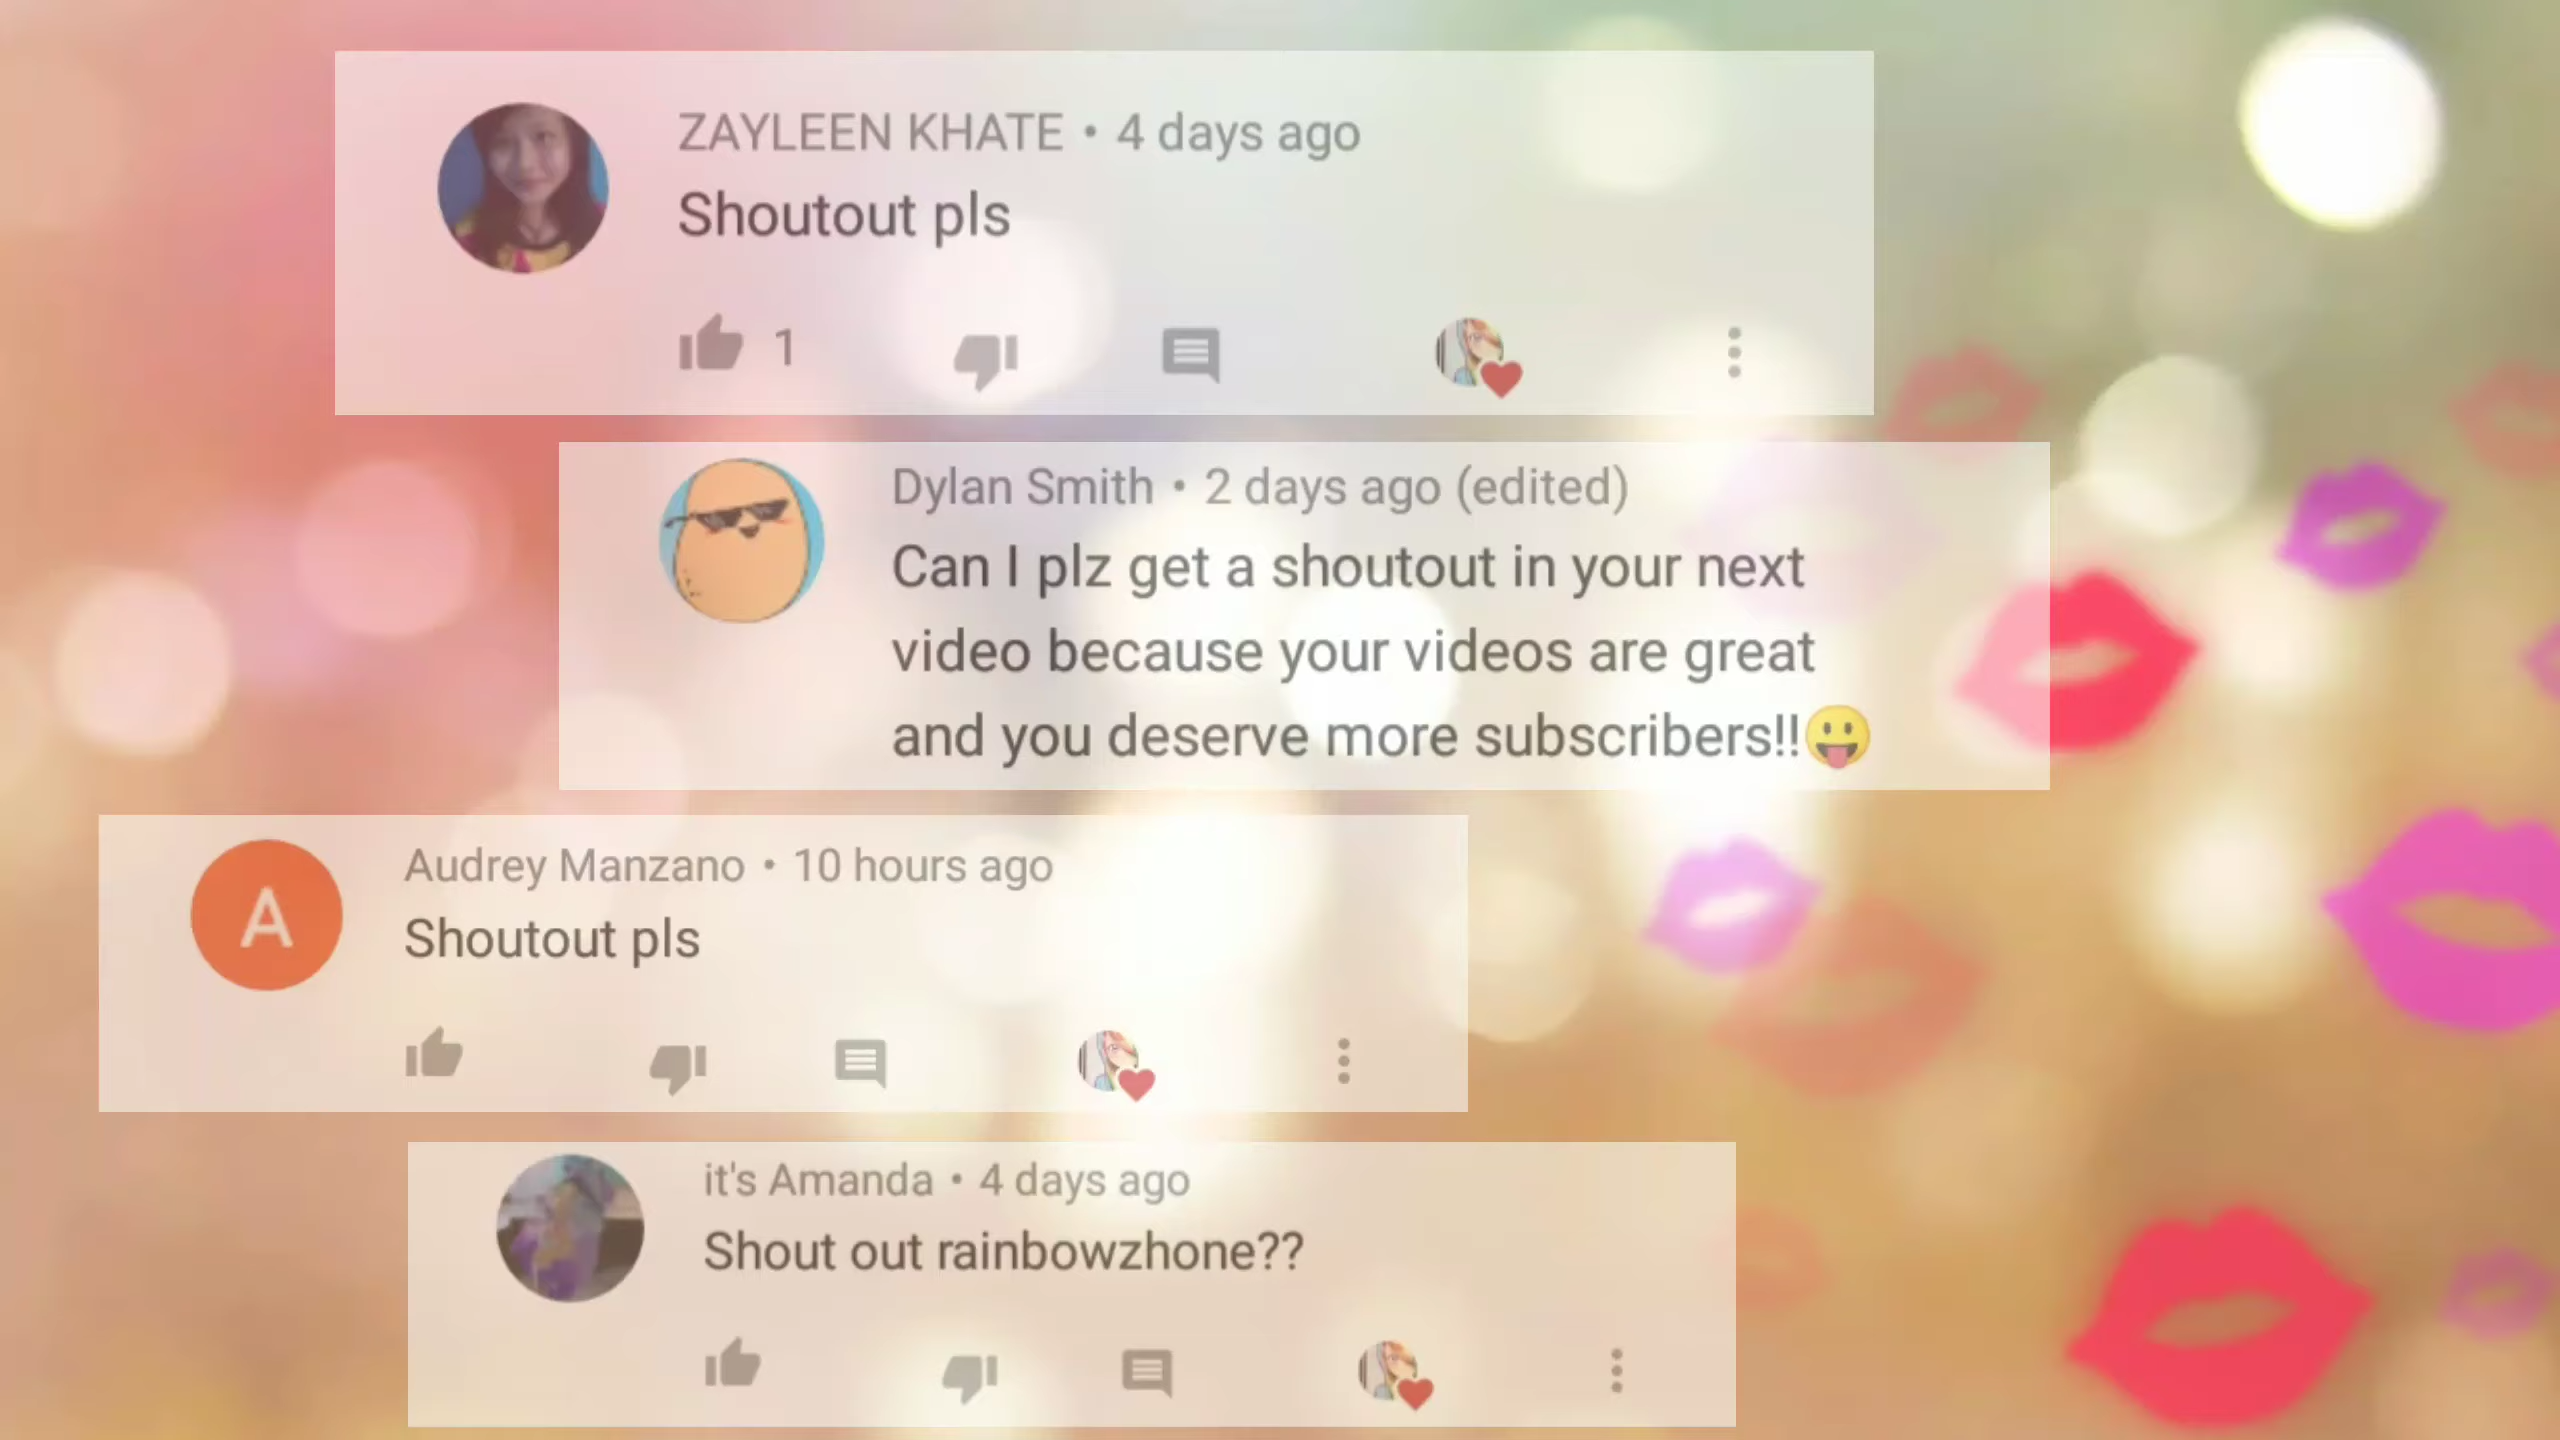 ZAYLEEN KHATE • 4 days ago
Shoutout pls
1
Dylan Smith • 2 days ago (edited)
Can I plz get a shoutout in your next
video because your videos are great
and you deserve more subscribers!!😛
A
Audrey Manzano • 10 hours ago
Shoutout pls
it's Amanda • 4 days ago
Shout out rainbowzhone??